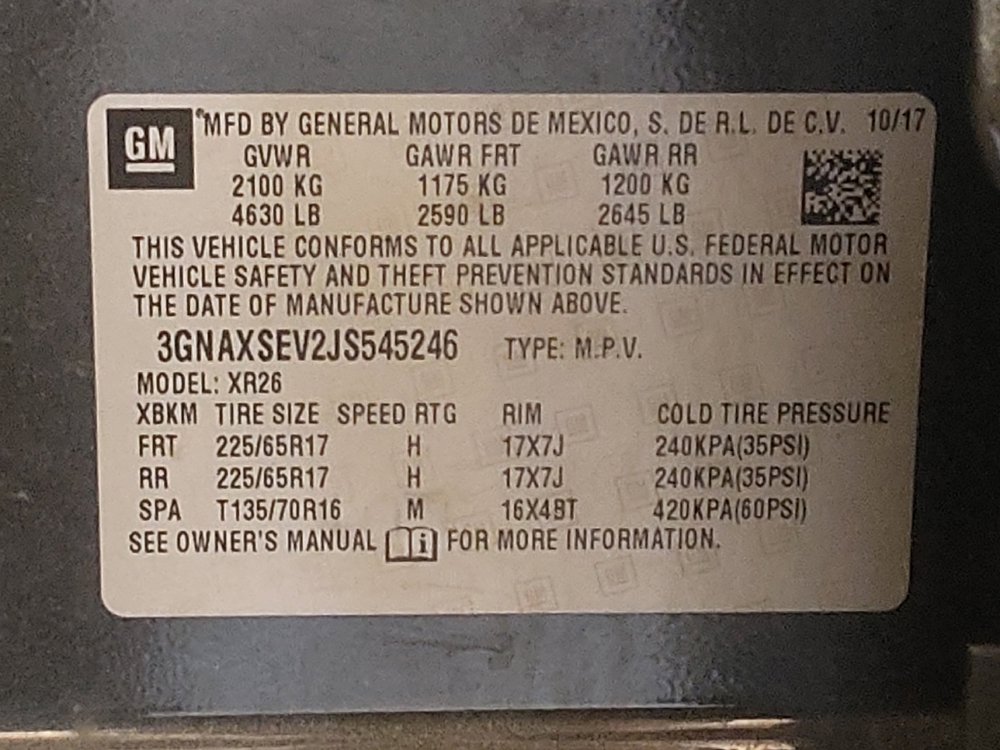 GM
MFD BY GENERAL MOTORS DE MEXICO, S. DE R.L. DE C.V. 10/17
GVWR GAWR FRT GAWR RR
2100 KG 1175 KG 1200 KG
4630 LB 2590 LB 2645 LB
THIS VEHICLE CONFORMS TO ALL APPLICABLE U.S. FEDERAL MOTOR
VEHICLE SAFETY AND THEFT PREVENTION STANDARDS IN EFFECT ON
THE DATE OF MANUFACTURE SHOWN ABOVE.
3GNAXSEV2JS545246 TYPE: M.P.V.
MODEL: XR26
XBKM TIRE SIZE SPEED RTG RIM COLD TIRE PRESSURE
FRT 225/65R17 H 17X7J 240KPA(35PSI)
RR 225/65R17 H 17X7J 240KPA(35PSI)
SPA T135/70R16 M 16X4BT 420KPA(60PSI)
SEE OWNER'S MANUAL i FOR MORE INFORMATION.